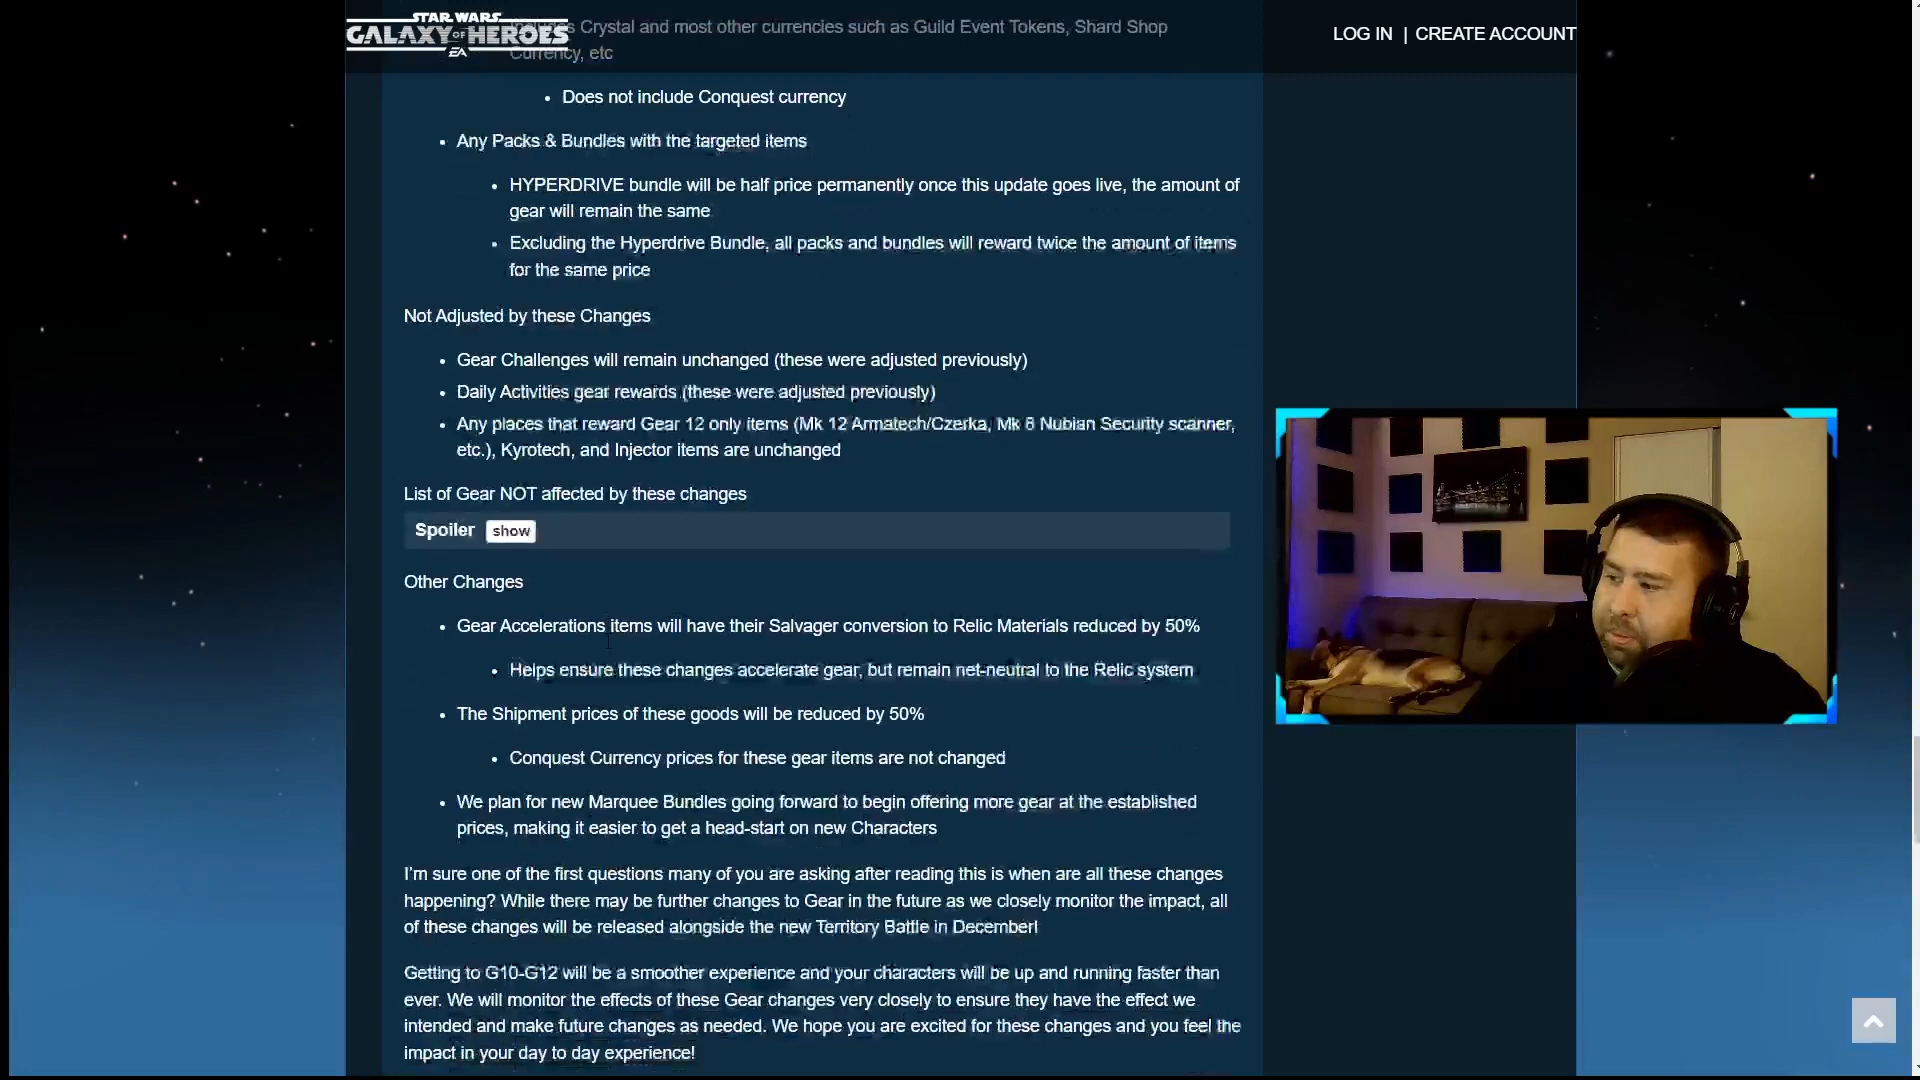 STAR WARS
GALAXY OF HEROES
EA
LOG IN | CREATE ACCOUNT
Crystal and most other currencies such as Guild Event Tokens, Shard Shop
Currency, etc
• Does not include Conquest currency
• Any Packs & Bundles with the targeted items
• HYPERDRIVE bundle will be half price permanently once this update goes live, the amount of
gear will remain the same
• Excluding the Hyperdrive Bundle, all packs and bundles will reward twice the amount of items
for the same price
Not Adjusted by these Changes
• Gear Challenges will remain unchanged (these were adjusted previously)
• Daily Activities gear rewards (these were adjusted previously)
• Any places that reward Gear 12 only items (Mk 12 Armatech/Czerka, Mk 8 Nubian Security scanner,
etc.), Kyrotech, and Injector items are unchanged
List of Gear NOT affected by these changes
Spoiler show
Other Changes
• Gear Accelerations items will have their Salvager conversion to Relic Materials reduced by 50%
• Helps ensure these changes accelerate gear, but remain net-neutral to the Relic system
• The Shipment prices of these goods will be reduced by 50%
• Conquest Currency prices for these gear items are not changed
• We plan for new Marquee Bundles going forward to begin offering more gear at the established
prices, making it easier to get a head-start on new Characters
I'm sure one of the first questions many of you are asking after reading this is when are all these changes
happening? While there may be further changes to Gear in the future as we closely monitor the impact, all
of these changes will be released alongside the new Territory Battle in December!
Getting to G10-G12 will be a smoother experience and your characters will be up and running faster than
ever. We will monitor the effects of these Gear changes very closely to ensure they have the effect we
intended and make future changes as needed. We hope you are excited for these changes and you feel the
impact in your day to day experience!